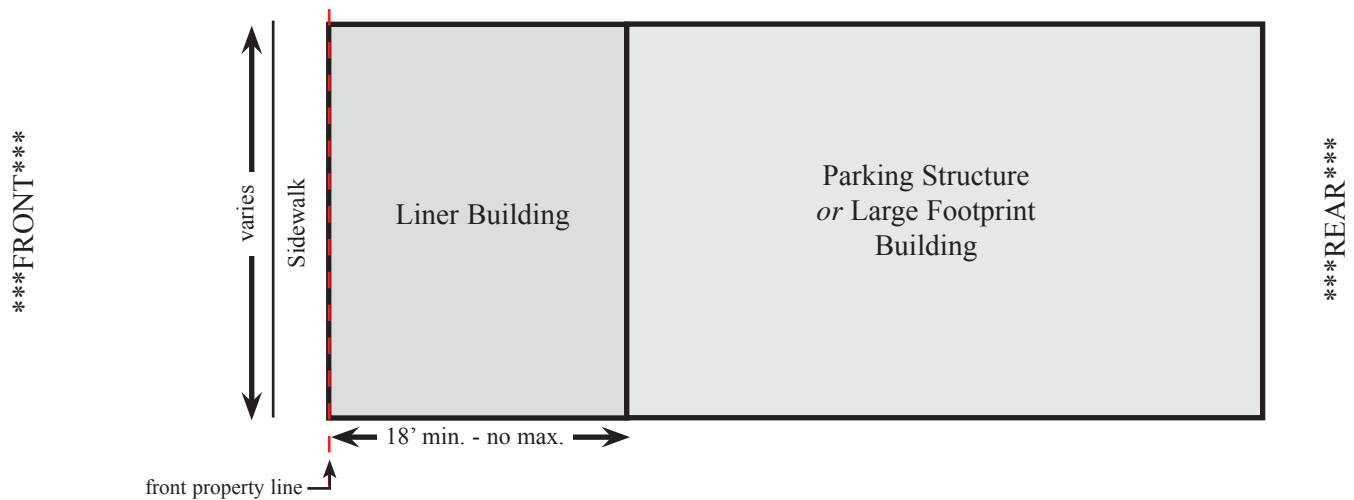 ***FRONT***
varies
Sidewalk
Liner Building
Parking Structure
or Large Footprint
Building
***REAR***
18’ min. - no max.
front property line